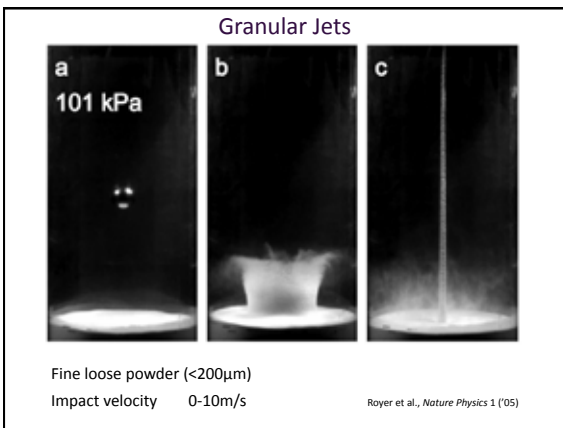 Granular Jets
a
101 kPa
b
c
Fine loose powder (<200µm)
Impact velocity 0-10m/s
Royer et al., Nature Physics 1 ('05)